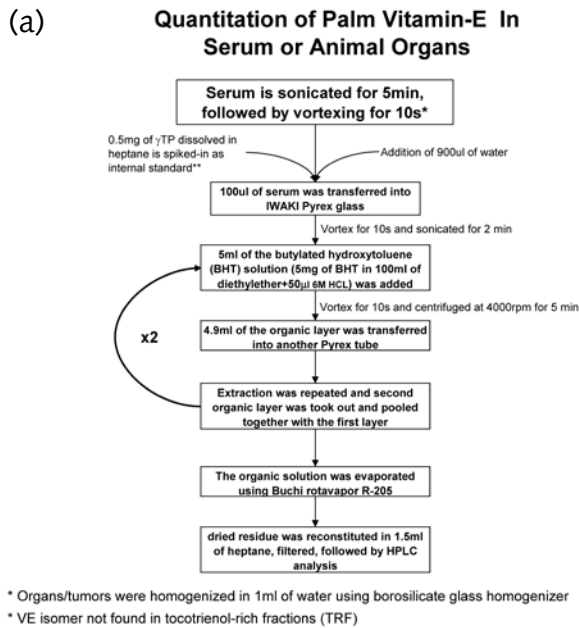 (a)
Quantitation of Palm Vitamin-E In
Serum or Animal Organs
Serum is sonicated for 5min,
followed by vortexing for 10s*
0.5mg of γTP dissolved in
heptane is spiked-in as
internal standard**
Addition of 900ul of water
100ul of serum was transferred into
IWAKI Pyrex glass
Vortex for 10s and sonicated for 2 min
5ml of the butylated hydroxytoluene
(BHT) solution (5mg of BHT in 100ml of
diethylether+50µl 6M HCL) was added
Vortex for 10s and centrifuged at 4000rpm for 5 min
4.9ml of the organic layer was transferred
into another Pyrex tube
x2
Extraction was repeated and second
organic layer was took out and pooled
together with the first layer
The organic solution was evaporated
using Buchi rotavapor R-205
dried residue was reconstituted in 1.5ml
of heptane, filtered, followed by HPLC
analysis
* Organs/tumors were homogenized in 1ml of water using borosilicate glass homogenizer
* VE isomer not found in tocotrienol-rich fractions (TRF)